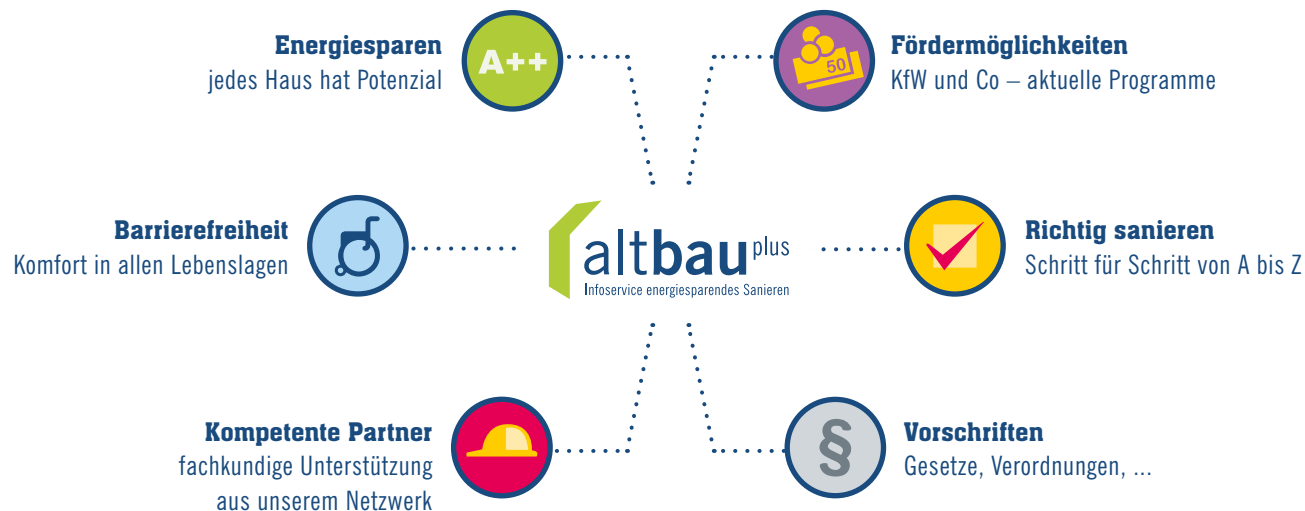 Energiesparen
jedes Haus hat Potenzial
A++
50
Fördermöglichkeiten
KfW und Co – aktuelle Programme
Barrierefreiheit
Komfort in allen Lebenslagen
altbau plus
Infoservice energiesparendes Sanieren
Richtig sanieren
Schritt für Schritt von A bis Z
Kompetente Partner
fachkundige Unterstützung
aus unserem Netzwerk
§
Vorschriften
Gesetze, Verordnungen, ...